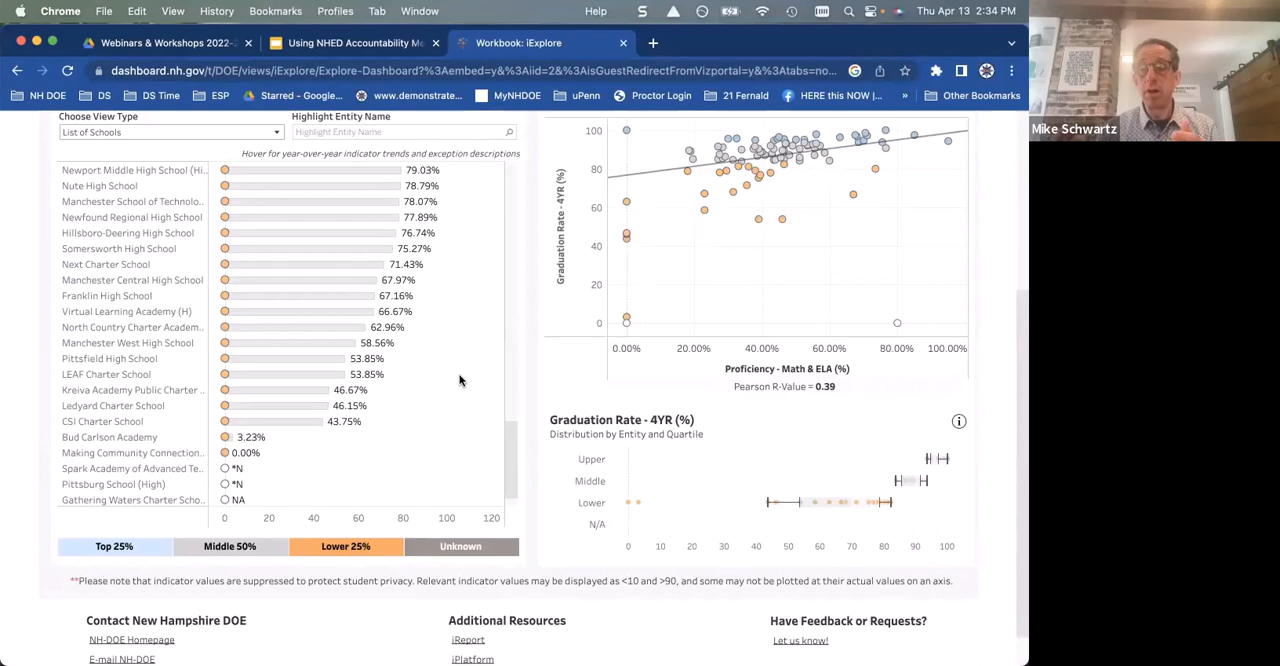 Chrome File Edit View History Bookmarks Profiles Tab Window Help Thu Apr 13 2:34 PM
Webinars & Workshops 2022- Using NHED Accountability Me Workbook: iExplore
dashboard.nh.gov/t/DOE/views/iExplore/Explore-Dashboard?%3Aembed=y&%3Aiid=2&%3AisGuestRedirectFromVizportal=y&%3Atabs=no...
NH DOE DS DS Time ESP Starred - Google... www.demonstrate... MyNHDOE uPenn Proctor Login 21 Fernald HERE this NOW |... » Other Bookmarks
Mike Schwartz
Choose View Type Highlight Entity Name
List of Schools Highlight Entity Name
Hover for year-over-year indicator trends and exception descriptions
Newport Middle High School (Hi.. 79.03%
Nute High School 78.79%
Manchester School of Technolo.. 78.07%
Newfound Regional High School 77.89%
Hillsboro-Deering High School 76.74%
Somersworth High School 75.27%
Next Charter School 71.43%
Manchester Central High School 67.97%
Franklin High School 67.16%
Virtual Learning Academy (H) 66.67%
North Country Charter Academ.. 62.96%
Manchester West High School 58.56%
Pittsfield High School 53.85%
LEAF Charter School 53.85%
Kreiva Academy Public Charter .. 46.67%
Ledyard Charter School 46.15%
CSI Charter School 43.75%
Bud Carlson Academy 3.23%
Making Community Connection.. 0.00%
Spark Academy of Advanced Te.. *N
Pittsburg School (High) *N
Gathering Waters Charter Scho.. NA
0 20 40 60 80 100 120
Top 25% Middle 50% Lower 25% Unknown
Graduation Rate - 4YR (%)
100
80
60
40
20
0
0.00% 20.00% 40.00% 60.00% 80.00% 100.00%
Proficiency - Math & ELA (%)
Pearson R-Value = 0.39
Graduation Rate - 4YR (%)
Distribution by Entity and Quartile
Upper
Middle
Lower
N/A
0 10 20 30 40 50 60 70 80 90 100
**Please note that indicator values are suppressed to protect student privacy. Relevant indicator values may be displayed as <10 and >90, and some may not be plotted at their actual values on an axis.
Contact New Hampshire DOE Additional Resources Have Feedback or Requests?
NH-DOE Homepage iReport Let us know!
E-mail NH-DOE iPlatform